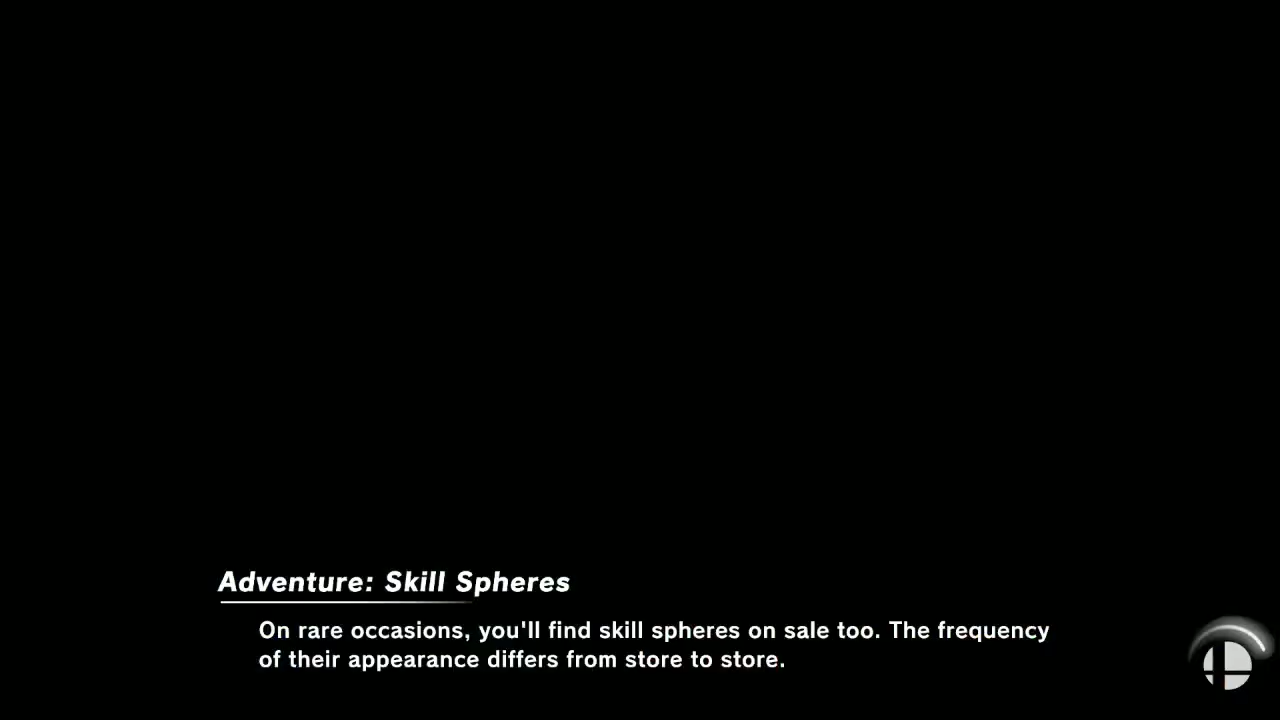 Adventure: Skill Spheres
On rare occasions, you'll find skill spheres on sale too. The frequency
of their appearance differs from store to store.